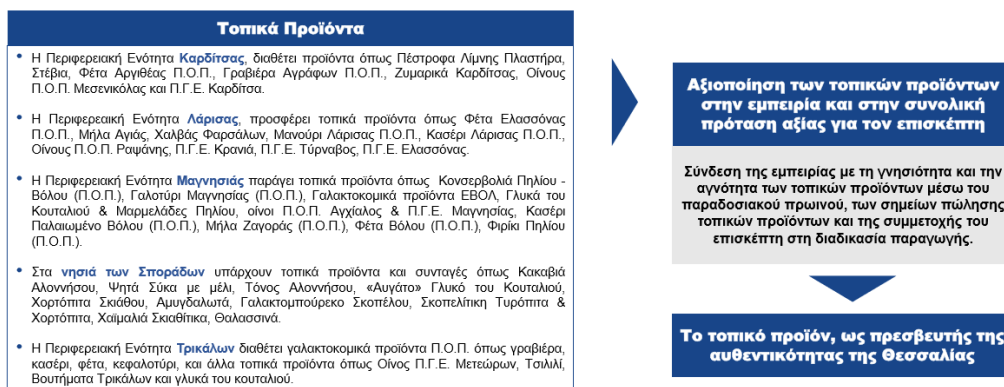 Τοπικά Προϊόντα
• Η Περιφερειακή Ενότητα Καρδίτσας, διαθέτει προϊόντα όπως Πέστροφα Λίμνης Πλαστήρα,
Στέβια, Φέτα Αργιθέας Π.Ο.Π., Γραβιέρα Αγράφων Π.Ο.Π., Ζυμαρικά Καρδίτσας, Οίνους
Π.Ο.Π. Μεσενικόλας και Π.Γ.Ε. Καρδίτσα.
• Η Περιφερειακή Ενότητα Λάρισας, προσφέρει τοπικά προϊόντα όπως Φέτα Ελασσόνας
Π.Ο.Π., Μήλα Αγιάς, Χαλβάς Φαρσάλων, Μανούρι Λάρισας Π.Ο.Π., Κασέρι Λάρισας Π.Ο.Π.,
Οίνους Π.Ο.Π. Ραψάνης, Π.Γ.Ε. Κρανιά, Π.Γ.Ε. Τύρναβος, Π.Γ.Ε. Ελασσόνας.
• Η Περιφερειακή Ενότητα Μαγνησιάς παράγει τοπικά προϊόντα όπως Κονσερβολιά Πηλίου -
Βόλου (Π.Ο.Π.), Γαλοτύρι Μαγνησίας (Π.Ο.Π.), Γαλακτοκομικά προϊόντα ΕΒΟΛ, Γλυκά του
Κουταλιού & Μαρμελάδες Πηλίου, οίνοι Π.Ο.Π. Αγχίαλος & Π.Γ.Ε. Μαγνησίας, Κασέρι
Παλαιωμένο Βόλου (Π.Ο.Π.), Μήλα Ζαγοράς (Π.Ο.Π.), Φέτα Βόλου (Π.Ο.Π.), Φιρίκι Πηλίου
(Π.Ο.Π.).
• Στα νησιά των Σποράδων υπάρχουν τοπικά προϊόντα και συνταγές όπως Κακαβιά
Αλοννήσου, Ψητά Σύκα με μέλι, Τόνος Αλοννήσου, «Αυγάτο» Γλυκό του Κουταλιού,
Χορτόπιτα Σκιάθου, Αμυγδαλωτά, Γαλακτομπούρεκο Σκοπέλου, Σκοπελίτικη Τυρόπιτα &
Χορτόπιτα, Χαϊμαλιά Σκιαθίτικα, Θαλασσινά.
• Η Περιφερειακή Ενότητα Τρικάλων διαθέτει γαλακτοκομικά προϊόντα Π.Ο.Π. όπως γραβιέρα,
κασέρι, φέτα, κεφαλοτύρι, και άλλα τοπικά προϊόντα όπως Οίνος Π.Γ.Ε. Μετεώρων, Τσιλιλί,
Βουτήματα Τρικάλων και γλυκά του κουταλιού.
Αξιοποίηση των τοπικών προϊόντων
στην εμπειρία και στην συνολική
πρόταση αξίας για τον επισκέπτη
Σύνδεση της εμπειρίας με τη γνησιότητα και την
αγνότητα των τοπικών προϊόντων μέσω του
παραδοσιακού πρωινού, των σημείων πώλησης
τοπικών προϊόντων και της συμμετοχής του
επισκέπτη στη διαδικασία παραγωγής.
Το τοπικό προϊόν, ως πρεσβευτής της
αυθεντικότητας της Θεσσαλίας